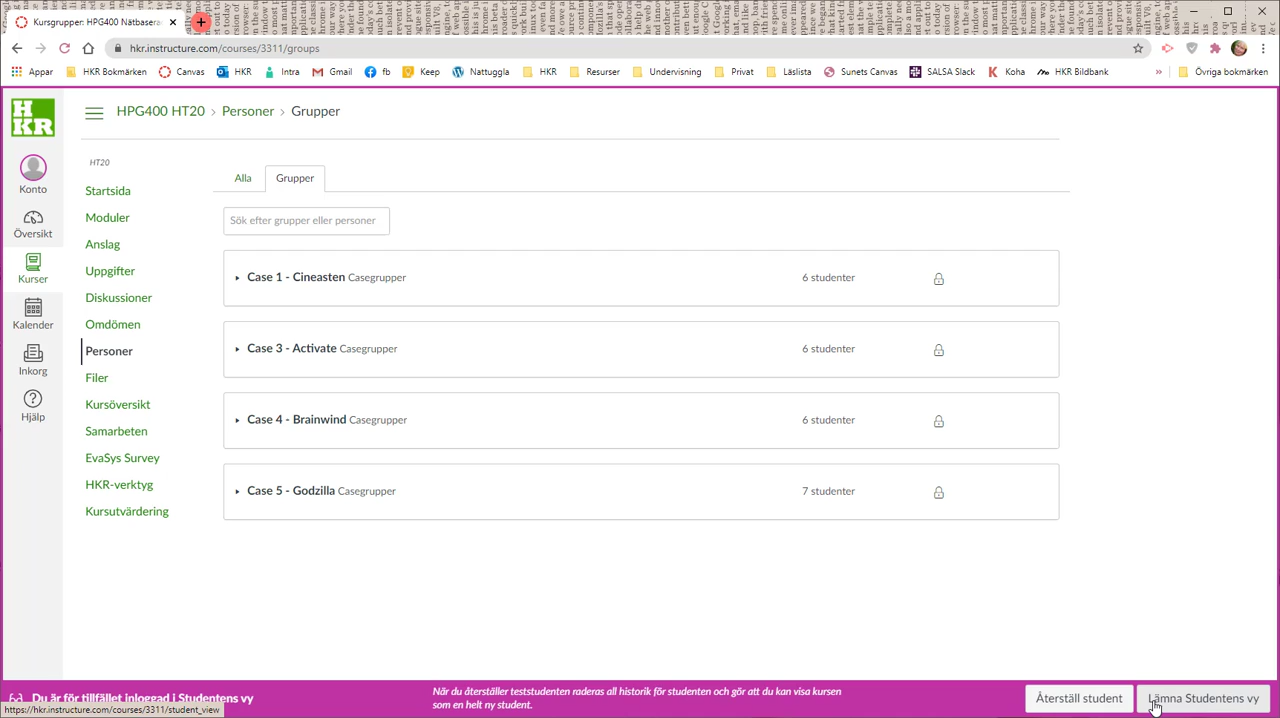 Kursgrupper: HPG400 Nätbasera
hkr.instructure.com/courses/3311/groups
Appar HKR Bokmärken Canvas HKR Intra Gmail fb Keep Nattuggla HKR Resurser Undervisning Privat Läslista Sunets Canvas SALSA Slack Koha HKR Bildbank » Övriga bokmärken
HKR
HPG400 HT20 › Personer › Grupper
Konto
Översikt
Kurser
Kalender
Inkorg
Hjälp
HT20
Startsida
Moduler
Anslag
Uppgifter
Diskussioner
Omdömen
Personer
Filer
Kursöversikt
Samarbeten
EvaSys Survey
HKR-verktyg
Kursutvärdering
Alla Grupper
Sök efter grupper eller personer
Case 1 - Cineasten Casegrupper 6 studenter
Case 3 - Activate Casegrupper 6 studenter
Case 4 - Brainwind Casegrupper 6 studenter
Case 5 - Godzilla Casegrupper 7 studenter
Du är för tillfället inloggad i Studentens vy
När du återställer teststudenten raderas all historik för studenten och gör att du kan visa kursen
som en helt ny student.
Återställ student
Lämna Studentens vy
https://hkr.instructure.com/courses/3311/student_view